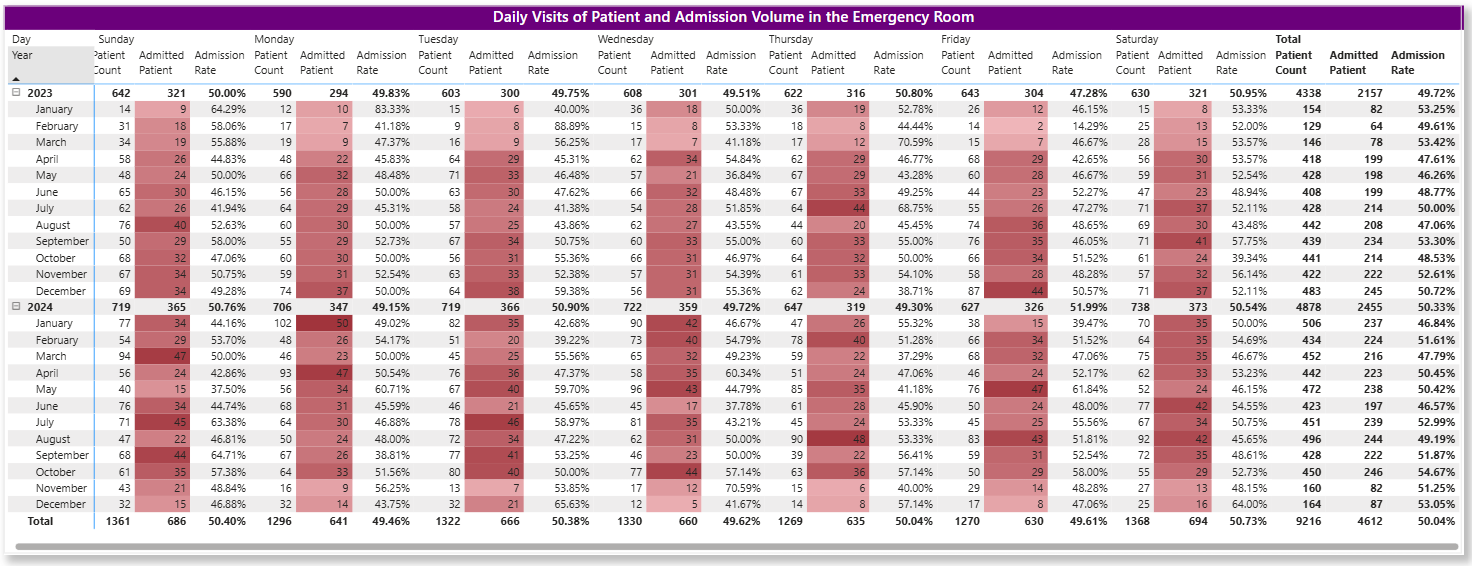 Daily Visits of Patient and Admission Volume in the Emergency Room
Day Sunday Monday Tuesday Wednesday Thursday Friday Saturday Total
Year Patient Admitted Admission Patient Admitted Admission Patient Admitted Admission Patient Admitted Admission Patient Admitted Admission Patient Admitted Admission Patient Admitted Admission Patient Admitted Admission
Count Patient Rate Count Patient Rate Count Patient Rate Count Patient Rate Count Patient Rate Count Patient Rate Count Patient Rate Count Patient Rate
2023 642 321 50.00% 590 294 49.83% 603 300 49.75% 608 301 49.51% 622 316 50.80% 643 304 47.28% 630 321 50.95% 4338 2157 49.72%
January 14 9 64.29% 12 10 83.33% 15 6 40.00% 36 18 50.00% 36 19 52.78% 26 12 46.15% 15 8 53.33% 154 82 53.25%
February 31 18 58.06% 17 7 41.18% 9 8 88.89% 15 8 53.33% 18 8 44.44% 14 2 14.29% 25 13 52.00% 129 64 49.61%
March 34 19 55.88% 19 9 47.37% 16 9 56.25% 17 7 41.18% 17 12 70.59% 15 7 46.67% 28 15 53.57% 146 78 53.42%
April 58 26 44.83% 48 22 45.83% 64 29 45.31% 62 34 54.84% 62 29 46.77% 68 29 42.65% 56 30 53.57% 418 199 47.61%
May 48 24 50.00% 66 32 48.48% 71 33 46.48% 57 21 36.84% 67 29 43.28% 60 28 46.67% 59 31 52.54% 428 198 46.26%
June 65 30 46.15% 56 28 50.00% 63 30 47.62% 66 32 48.48% 67 33 49.25% 44 23 52.27% 47 23 48.94% 408 199 48.77%
July 62 26 41.94% 64 29 45.31% 58 24 41.38% 54 28 51.85% 64 44 68.75% 55 26 47.27% 71 37 52.11% 428 214 50.00%
August 76 40 52.63% 60 30 50.00% 57 25 43.86% 62 27 43.55% 44 20 45.45% 74 36 48.65% 69 30 43.48% 442 208 47.06%
September 50 29 58.00% 55 29 52.73% 67 34 50.75% 60 33 55.00% 60 33 55.00% 76 35 46.05% 71 41 57.75% 439 234 53.30%
October 68 32 47.06% 60 30 50.00% 56 31 55.36% 66 31 46.97% 64 32 50.00% 66 34 51.52% 61 24 39.34% 441 214 48.53%
November 67 34 50.75% 59 31 52.54% 63 33 52.38% 57 31 54.39% 61 33 54.10% 58 28 48.28% 57 32 56.14% 422 222 52.61%
December 69 34 49.28% 74 37 50.00% 64 38 59.38% 56 31 55.36% 62 24 38.71% 87 44 50.57% 71 37 52.11% 483 245 50.72%
2024 719 365 50.76% 706 347 49.15% 719 366 50.90% 722 359 49.72% 647 319 49.30% 627 326 51.99% 738 373 50.54% 4878 2455 50.33%
January 77 34 44.16% 102 50 49.02% 82 35 42.68% 90 42 46.67% 47 26 55.32% 38 15 39.47% 70 35 50.00% 506 237 46.84%
February 54 29 53.70% 48 26 54.17% 51 20 39.22% 73 40 54.79% 78 40 51.28% 66 34 51.52% 64 35 54.69% 434 224 51.61%
March 94 47 50.00% 46 23 50.00% 45 25 55.56% 65 32 49.23% 59 22 37.29% 68 32 47.06% 75 35 46.67% 452 216 47.79%
April 56 24 42.86% 93 47 50.54% 76 36 47.37% 58 35 60.34% 51 24 47.06% 46 24 52.17% 62 33 53.23% 442 223 50.45%
May 40 15 37.50% 56 34 60.71% 67 40 59.70% 96 43 44.79% 85 35 41.18% 76 47 61.84% 52 24 46.15% 472 238 50.42%
June 76 34 44.74% 68 31 45.59% 46 21 45.65% 45 17 37.78% 61 28 45.90% 50 24 48.00% 77 42 54.55% 423 197 46.57%
July 71 45 63.38% 64 30 46.88% 78 46 58.97% 81 35 43.21% 45 24 53.33% 45 25 55.56% 67 34 50.75% 451 239 52.99%
August 47 22 46.81% 50 24 48.00% 72 34 47.22% 62 31 50.00% 90 48 53.33% 83 43 51.81% 92 42 45.65% 496 244 49.19%
September 68 44 64.71% 67 26 38.81% 77 41 53.25% 46 23 50.00% 39 22 56.41% 59 31 52.54% 72 35 48.61% 428 222 51.87%
October 61 35 57.38% 64 33 51.56% 80 40 50.00% 77 44 57.14% 63 36 57.14% 50 29 58.00% 55 29 52.73% 450 246 54.67%
November 43 21 48.84% 16 9 56.25% 13 7 53.85% 17 12 70.59% 15 6 40.00% 29 14 48.28% 27 13 48.15% 160 82 51.25%
December 32 15 46.88% 32 14 43.75% 32 21 65.63% 12 5 41.67% 14 8 57.14% 17 8 47.06% 25 16 64.00% 164 87 53.05%
Total 1361 686 50.40% 1296 641 49.46% 1322 666 50.38% 1330 660 49.62% 1269 635 50.04% 1270 630 49.61% 1368 694 50.73% 9216 4612 50.04%